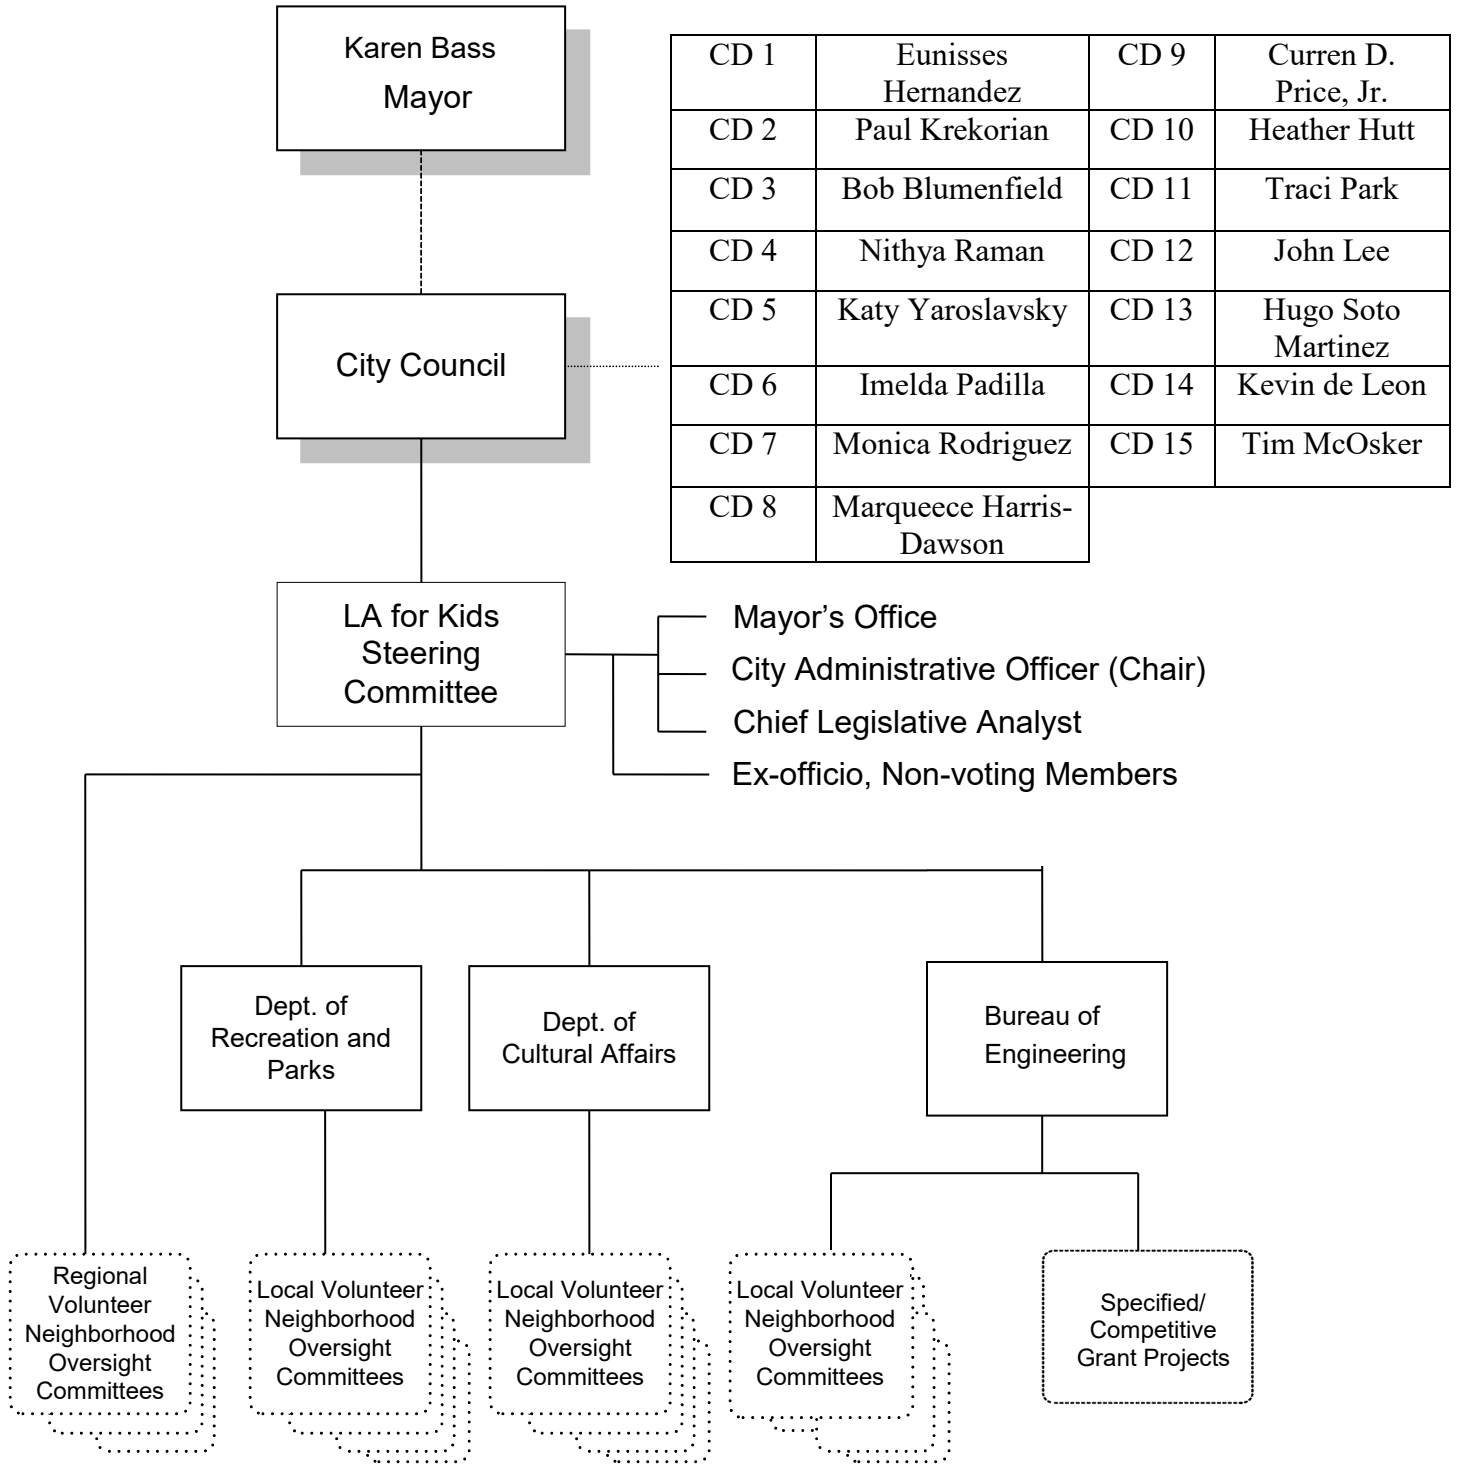 Karen Bass
Mayor
CD 1
Eunisses
Hernandez
CD 9
Curren D.
Price, Jr.
CD 2
Paul Krekorian
CD 10
Heather Hutt
CD 3
Bob Blumenfield
CD 11
Traci Park
CD 4
Nithya Raman
CD 12
John Lee
CD 5
Katy Yaroslavsky
CD 13
Hugo Soto
Martinez
CD 6
Imelda Padilla
CD 14
Kevin de Leon
CD 7
Monica Rodriguez
CD 15
Tim McOsker
CD 8
Marqueece Harris-
Dawson
City Council
LA for Kids
Steering
Committee
Mayor’s Office
City Administrative Officer (Chair)
Chief Legislative Analyst
Ex-officio, Non-voting Members
Dept. of
Recreation and
Parks
Dept. of
Cultural Affairs
Bureau of
Engineering
Regional
Volunteer
Neighborhood
Oversight
Committees
Local Volunteer
Neighborhood
Oversight
Committees
Local Volunteer
Neighborhood
Oversight
Committees
Local Volunteer
Neighborhood
Oversight
Committees
Specified/
Competitive
Grant Projects